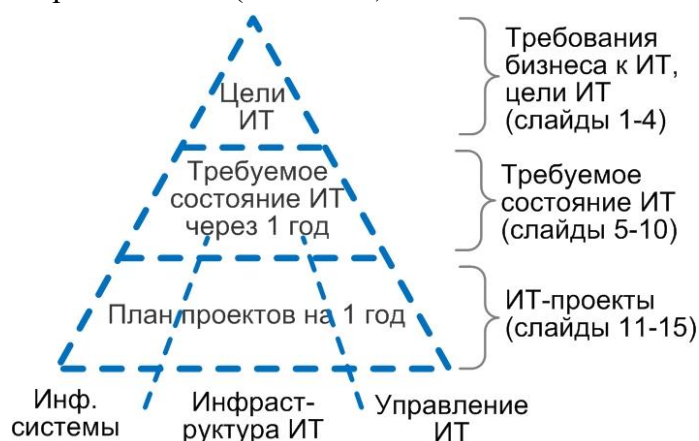 Цели
ИТ
Требования
бизнеса к ИТ,
цели ИТ
(слайды 1-4)
Требуемое
состояние ИТ
через 1 год
Требуемое
состояние ИТ
(слайды 5-10)
План проектов на 1 год
ИТ-проекты
(слайды 11-15)
Инф.
системы
Инфраст-
руктура ИТ
Управление
ИТ